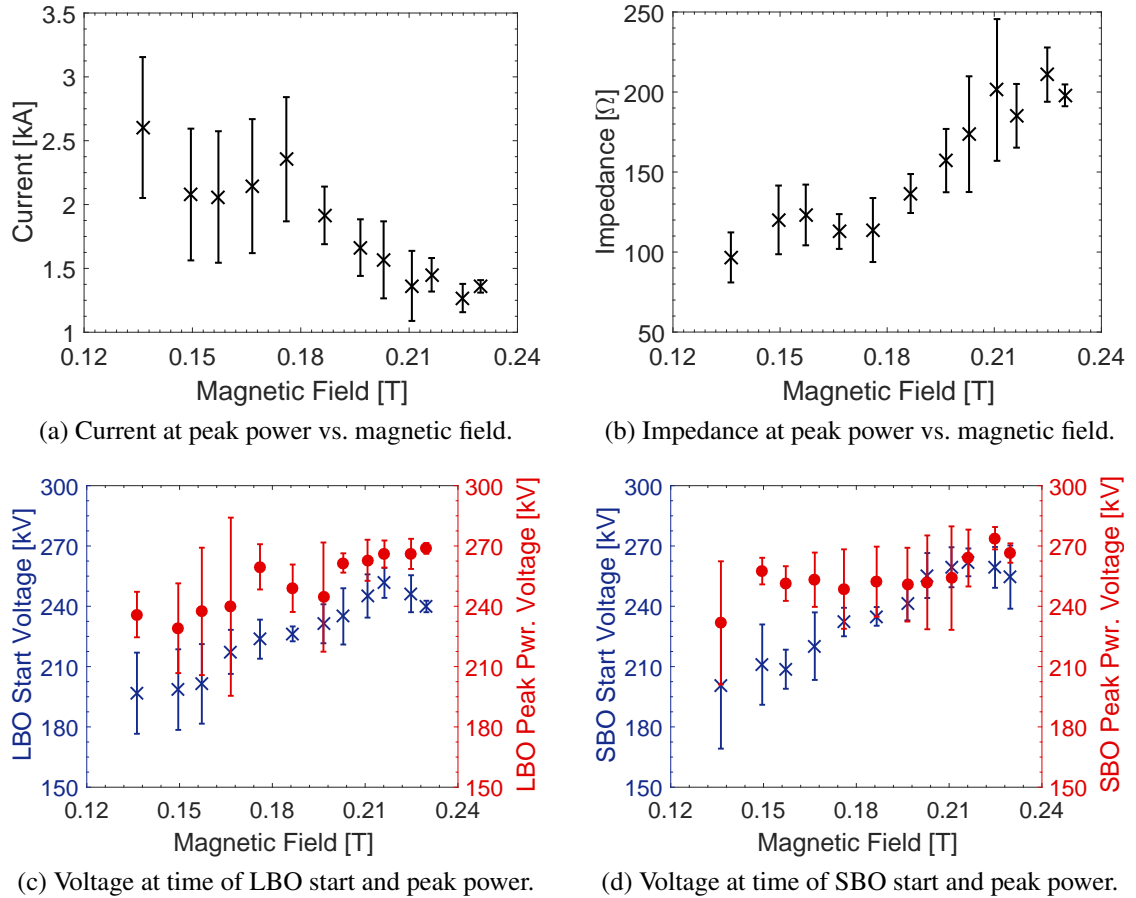 3.5
3
2.5
2
1.5
1
Current [kA]
0.12 0.15 0.18 0.21 0.24
Magnetic Field [T]
(a) Current at peak power vs. magnetic field.
250
200
150
100
50
Impedance [Ω]
0.12 0.15 0.18 0.21 0.24
Magnetic Field [T]
(b) Impedance at peak power vs. magnetic field.
300
270
240
210
180
150
LBO Start Voltage [kV]
300
270
240
210
180
150
LBO Peak Pwr. Voltage [kV]
0.12 0.15 0.18 0.21 0.24
Magnetic Field [T]
(c) Voltage at time of LBO start and peak power.
300
270
240
210
180
150
SBO Start Voltage [kV]
300
270
240
210
180
150
SBO Peak Pwr. Voltage [kV]
0.12 0.15 0.18 0.21 0.24
Magnetic Field [T]
(d) Voltage at time of SBO start and peak power.